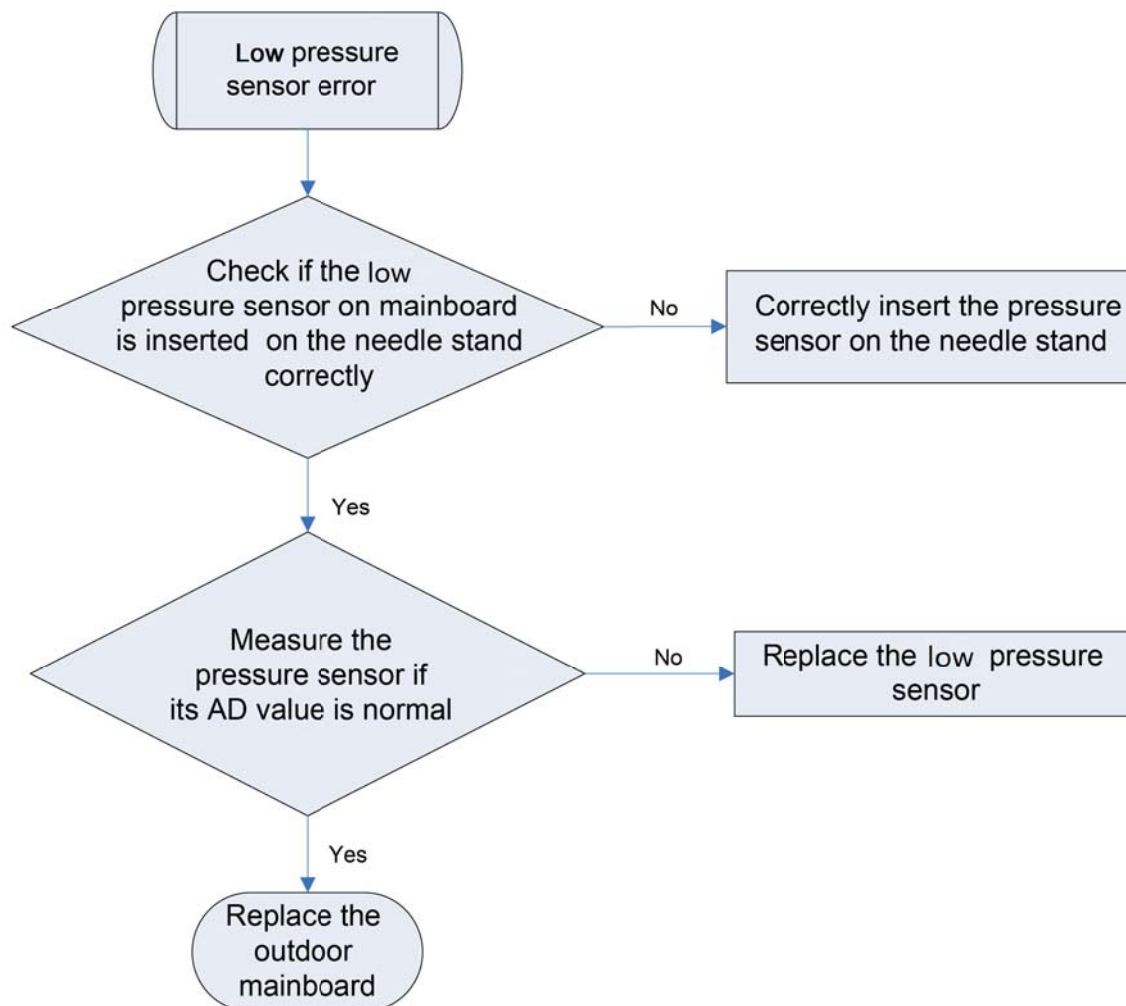 Low pressure
sensor error
Check if the low
pressure sensor on mainboard
is inserted on the needle stand
correctly
No
Correctly insert the pressure
sensor on the needle stand
Yes
Measure the
pressure sensor if
its AD value is normal
No
Replace the low pressure
sensor
Yes
Replace the
outdoor
mainboard